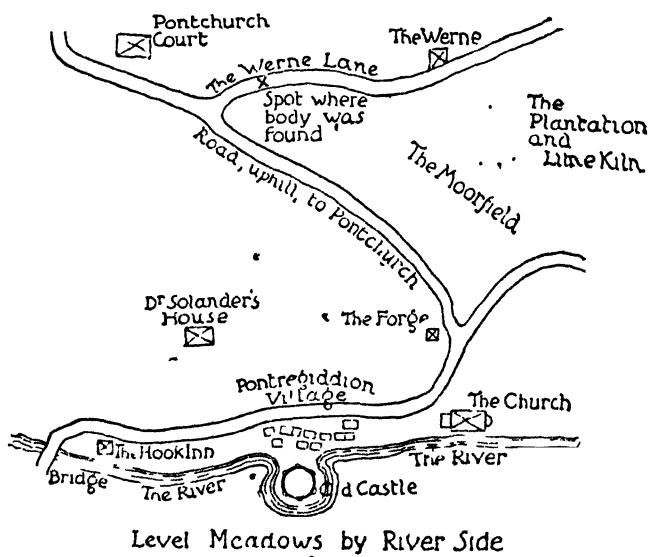 Pontchurch
Court
The Werne
The Werne Lane
Spot where
body was
found
The
Plantation
and
Lime Kiln
The Moorfield
Road, uphill, to Pontchurch
Dr Solander's
House
The Forge
Pontregiddion
Village
The Church
The Hook Inn
The River
Bridge
The River
Old Castle
Level Meadows by River Side